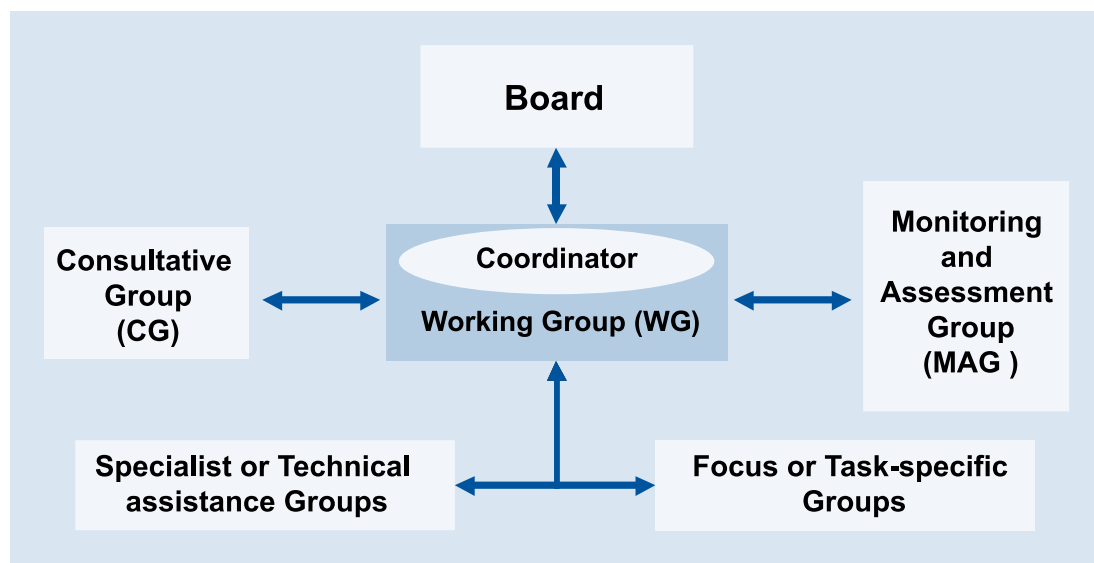 Board
Coordinator
Working Group (WG)
Consultative
Group
(CG)
Monitoring
and
Assessment
Group
(MAG )
Specialist or Technical
assistance Groups
Focus or Task-specific
Groups